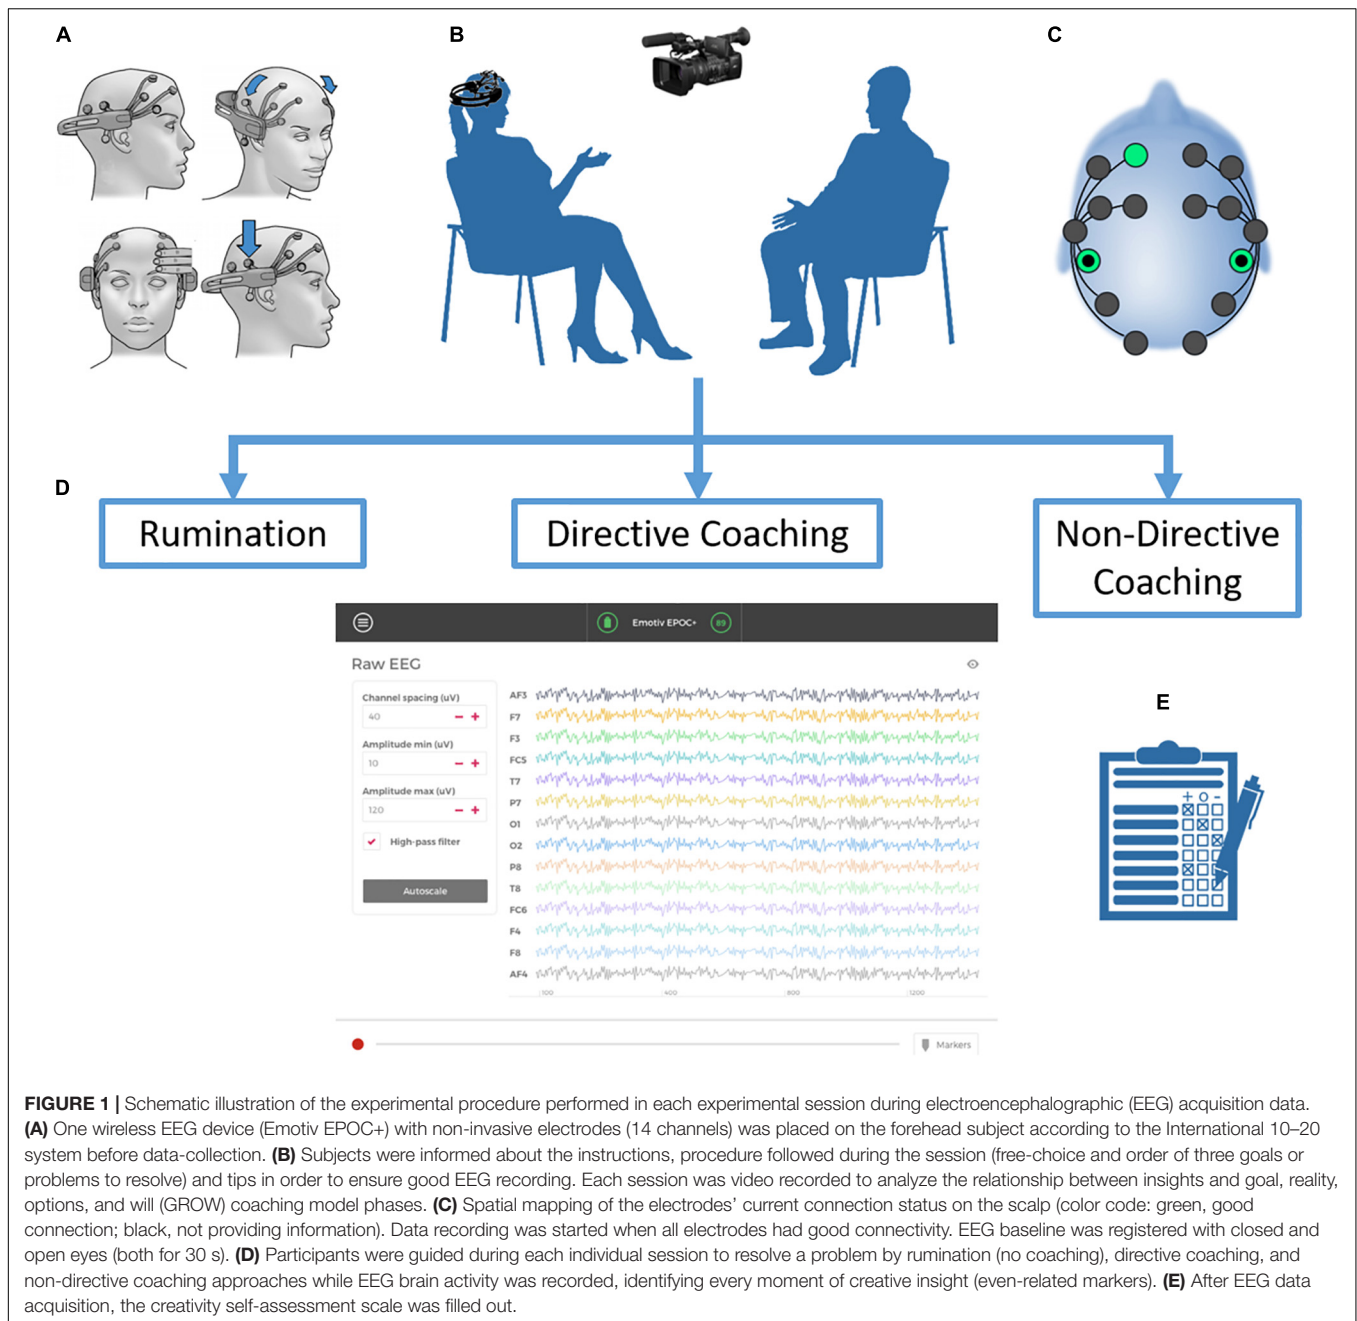 A
B
C
D
Rumination
Directive Coaching
Non-Directive
Coaching
Emotiv EPOC+
89
Raw EEG
Channel spacing (uV)
40
Amplitude min (uV)
10
Amplitude max (uV)
120
High-pass filter
Autoscale
AF3
F7
F3
FC5
T7
P7
O1
O2
P8
T8
FC6
F4
F8
AF4
100
400
800
1200
Markers
E
+ O -
FIGURE 1 | Schematic illustration of the experimental procedure performed in each experimental session during electroencephalographic (EEG) acquisition data.
(A) One wireless EEG device (Emotiv EPOC+) with non-invasive electrodes (14 channels) was placed on the forehead subject according to the International 10–20
system before data-collection. (B) Subjects were informed about the instructions, procedure followed during the session (free-choice and order of three goals or
problems to resolve) and tips in order to ensure good EEG recording. Each session was video recorded to analyze the relationship between insights and goal, reality,
options, and will (GROW) coaching model phases. (C) Spatial mapping of the electrodes' current connection status on the scalp (color code: green, good
connection; black, not providing information). Data recording was started when all electrodes had good connectivity. EEG baseline was registered with closed and
open eyes (both for 30 s). (D) Participants were guided during each individual session to resolve a problem by rumination (no coaching), directive coaching, and
non-directive coaching approaches while EEG brain activity was recorded, identifying every moment of creative insight (even-related markers). (E) After EEG data
acquisition, the creativity self-assessment scale was filled out.